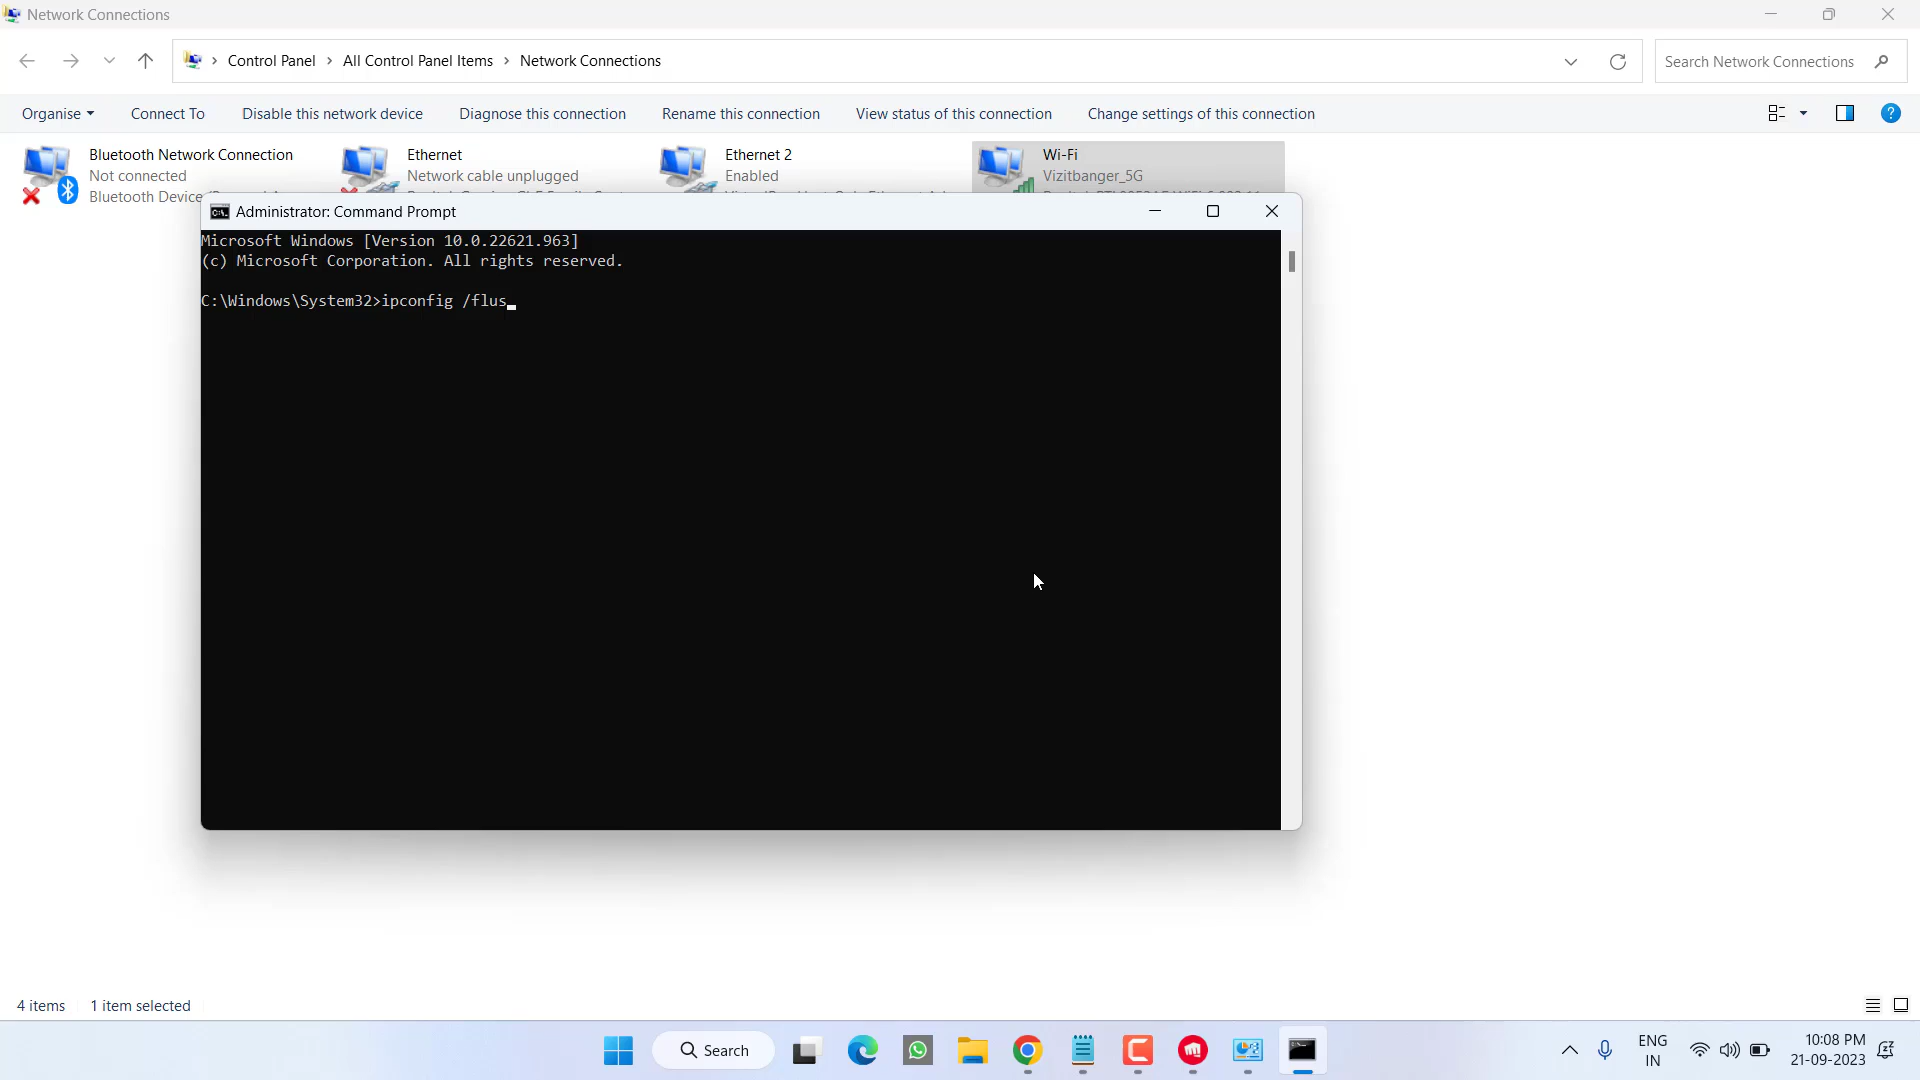 Network Connections
Control Panel > All Control Panel Items > Network Connections
Search Network Connections
Organise Connect To Disable this network device Diagnose this connection Rename this connection View status of this connection Change settings of this connection
Bluetooth Network Connection
Not connected
Bluetooth Device
Ethernet
Network cable unplugged
Ethernet 2
Enabled
Wi-Fi
Vizitbanger_5G
Administrator: Command Prompt
Microsoft Windows [Version 10.0.22621.963]
(c) Microsoft Corporation. All rights reserved.
C:\Windows\System32>ipconfig /flus_
4 items 1 item selected
Search
ENG
IN
10:08 PM
21-09-2023